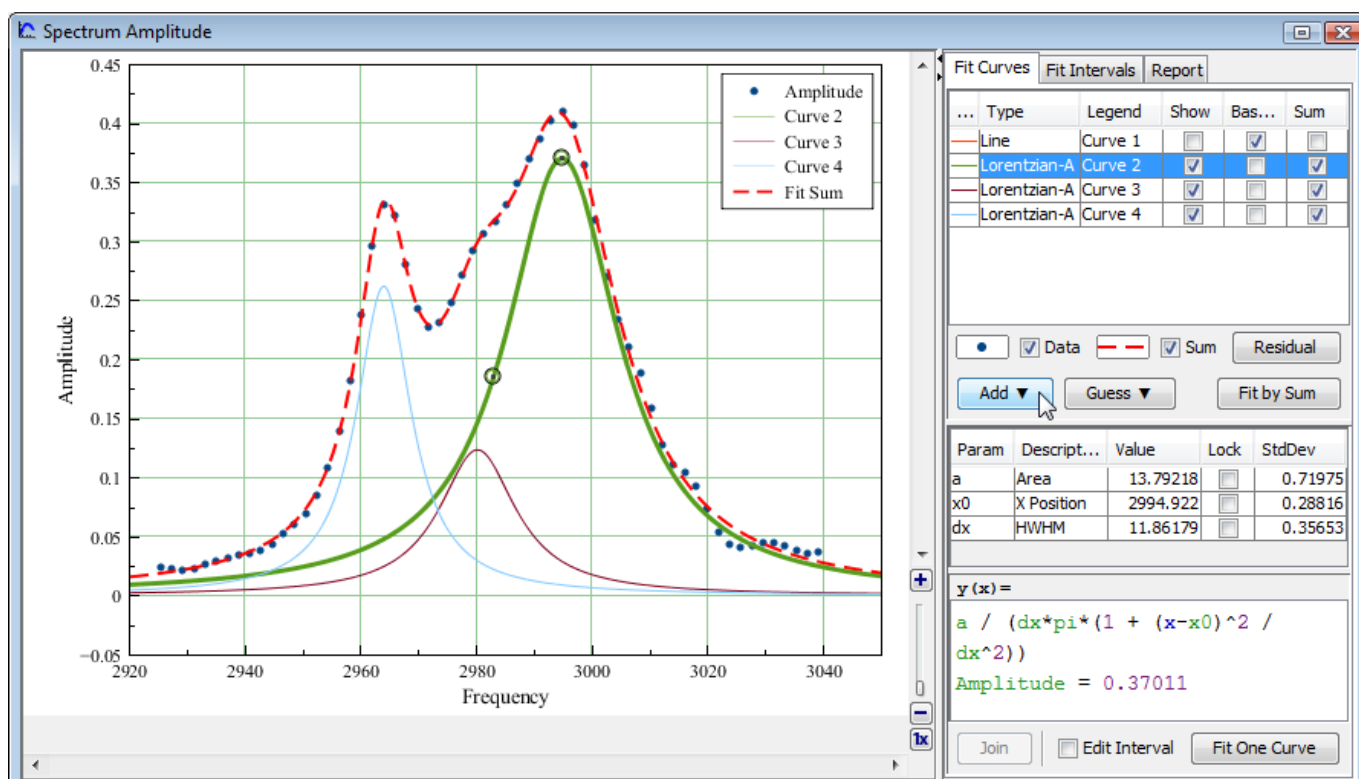 Spectrum Amplitude
0.45
0.4
0.35
0.3
0.25
0.2
0.15
0.1
0.05
0
−0.05
Amplitude
2920 2940 2960 2980 3000 3020 3040
Frequency
Amplitude
Curve 2
Curve 3
Curve 4
Fit Sum
1x
Fit Curves Fit Intervals Report
... Type Legend Show Bas... Sum
Line Curve 1
Lorentzian-A Curve 2
Lorentzian-A Curve 3
Lorentzian-A Curve 4
Data Sum Residual
Add ▼ Guess ▼ Fit by Sum
Param Descript... Value Lock StdDev
a Area 13.79218 0.71975
x0 X Position 2994.922 0.28816
dx HWHM 11.86179 0.35653
y(x)=
a / (dx*pi*(1 + (x-x0)^2 /
dx^2))
Amplitude = 0.37011
Join Edit Interval Fit One Curve